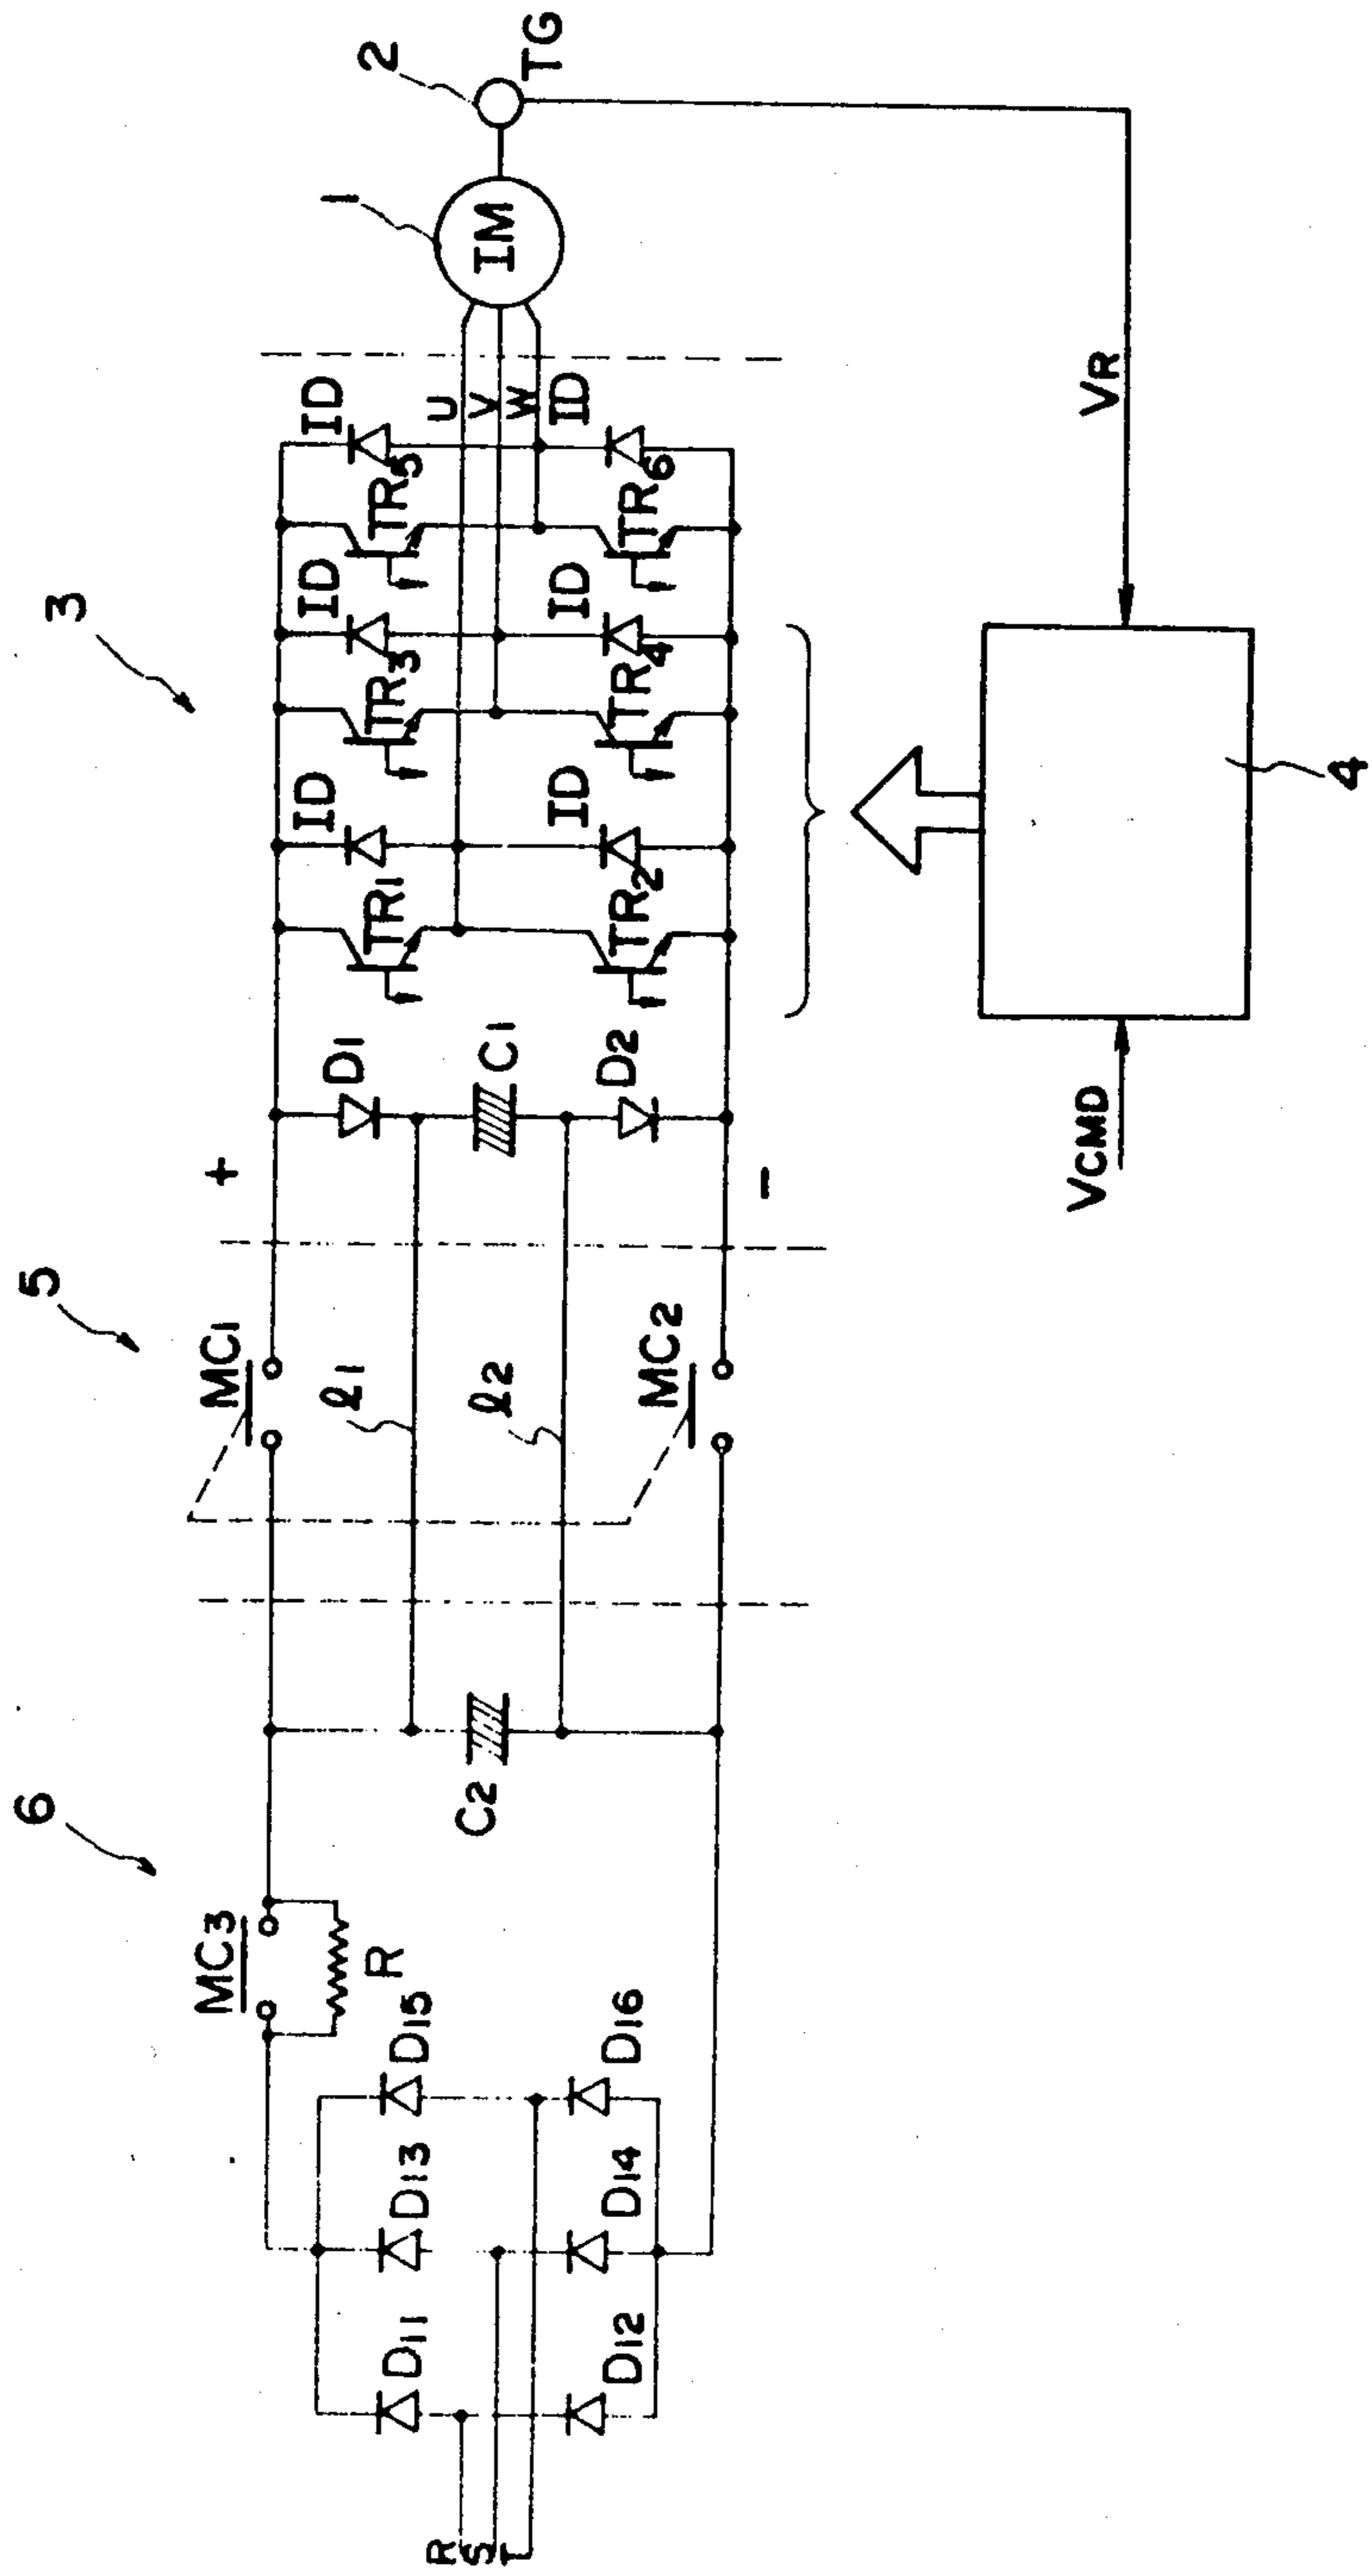 6
5
3
MC3
MC1
+
R
D11
D13
D15
D1
ID
ID
ID
TR1
TR3
TR5
1
2
R
S
T
C2
ℓ1
ℓ2
C1
U
V
W
IM
TG
D12
D14
D16
MC2
D2
TR2
ID
TR4
ID
TR6
ID
−
VCMD
VR
4